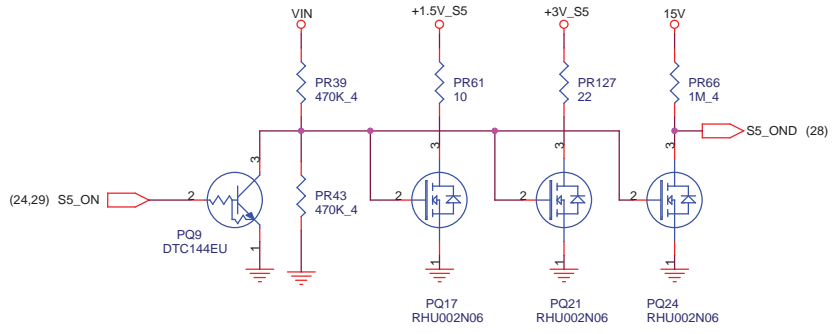 VIN
+1.5V_S5
+3V_S5
15V
PR39
470K_4
PR61
10
PR127
22
PR66
1M_4
S5_OND (28)
3
3
3
3
(24,29) S5_ON
2
PR43
470K_4
2
2
2
1
1
1
1
PQ9
DTC144EU
PQ17
RHU002N06
PQ21
RHU002N06
PQ24
RHU002N06